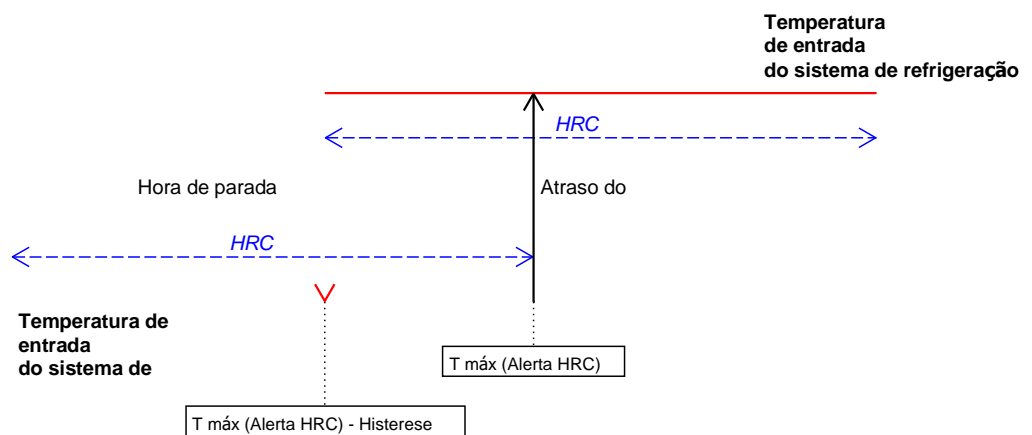 Temperatura
de entrada
do sistema de refrigeração
HRC
Hora de parada
Atraso do
HRC
Temperatura de
entrada
do sistema de
T máx (Alerta HRC)
T máx (Alerta HRC) - Histerese